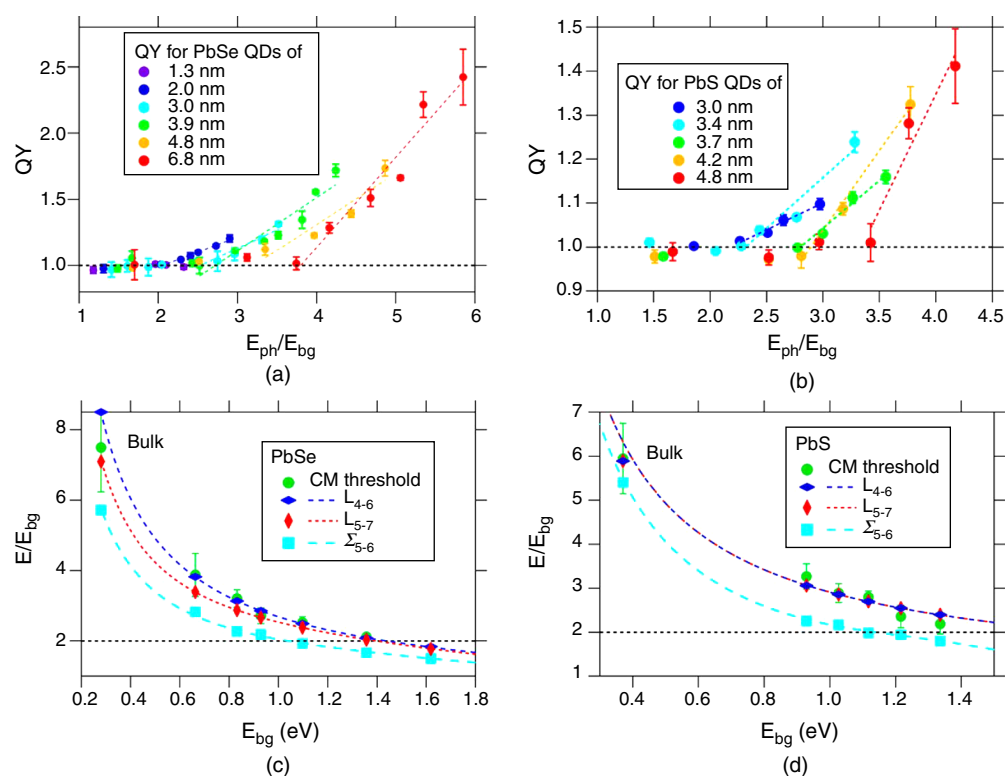 QY for PbSe QDs of
1.3 nm
2.0 nm
3.0 nm
3.9 nm
4.8 nm
6.8 nm
QY
2.5
2.0
1.5
1.0
1 2 3 4 5 6
E_ph/E_bg
(a)
QY for PbS QDs of
3.0 nm
3.4 nm
3.7 nm
4.2 nm
4.8 nm
QY
1.5
1.4
1.3
1.2
1.1
1.0
0.9
1.0 1.5 2.0 2.5 3.0 3.5 4.0 4.5
E_ph/E_bg
(b)
Bulk
PbSe
CM threshold
L_4-6
L_5-7
Σ_5-6
E/E_bg
8
6
4
2
1
0.2 0.4 0.6 0.8 1.0 1.2 1.4 1.6 1.8
E_bg (eV)
(c)
Bulk
PbS
CM threshold
L_4-6
L_5-7
Σ_5-6
E/E_bg
7
6
5
4
3
2
1
0.4 0.6 0.8 1.0 1.2 1.4
E_bg (eV)
(d)